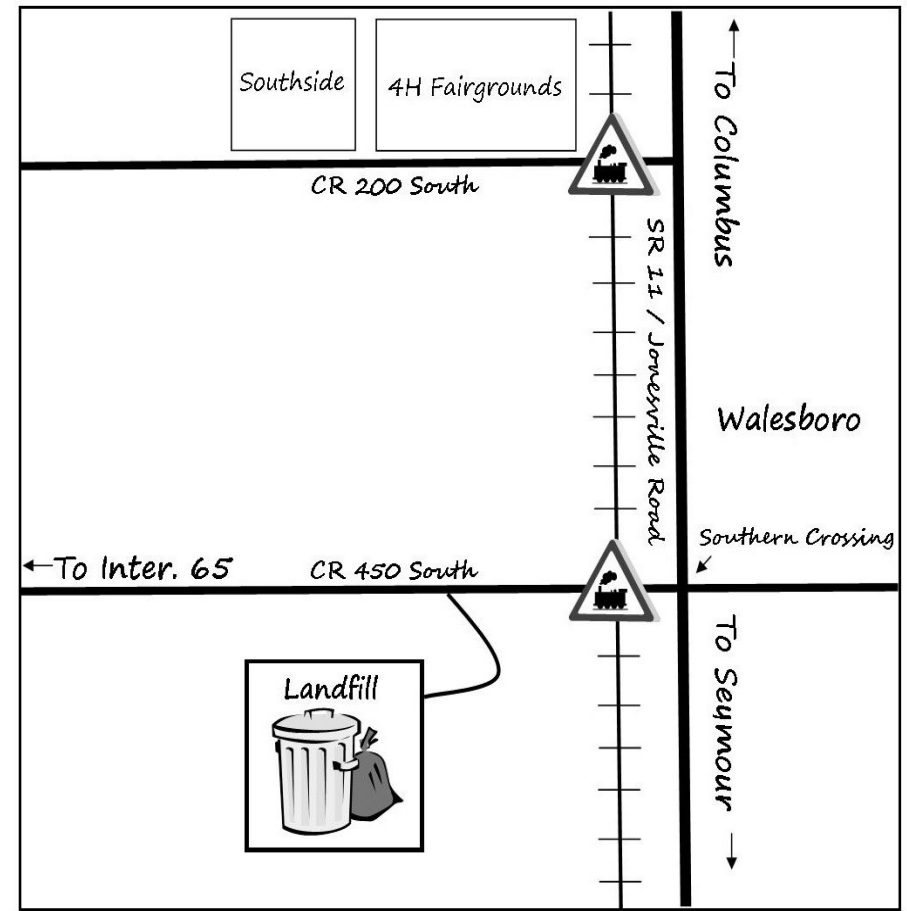 Southside
4H Fairgrounds
To Columbus
CR 200 South
SR 11 / Jonesville Road
Walesboro
Southern Crossing
To Inter. 65
CR 450 South
To Seymour
Landfill